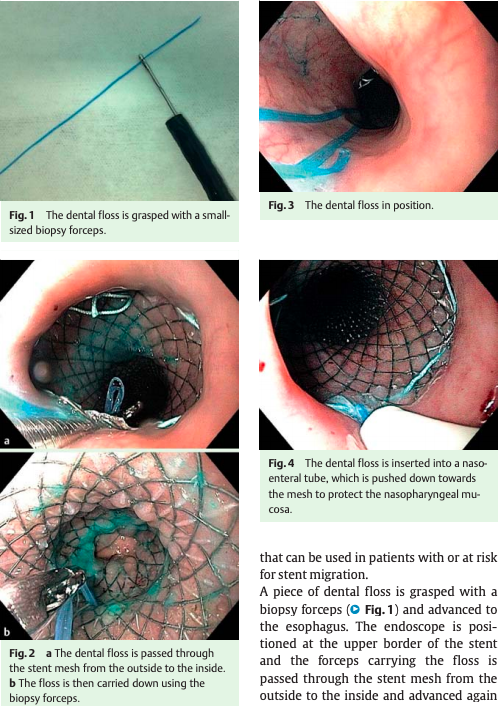 Fig. 1 The dental floss is grasped with a small-
sized biopsy forceps.
a
b
Fig. 2 a The dental floss is passed through
the stent mesh from the outside to the inside.
b The floss is then carried down using the
biopsy forceps.
Fig. 3 The dental floss in position.
Fig. 4 The dental floss is inserted into a naso-
enteral tube, which is pushed down towards
the mesh to protect the nasopharyngeal mu-
cosa.
that can be used in patients with or at risk
for stent migration.
A piece of dental floss is grasped with a
biopsy forceps (▶ Fig. 1) and advanced to
the esophagus. The endoscope is posi-
tioned at the upper border of the stent
and the forceps carrying the floss is
passed through the stent mesh from the
outside to the inside and advanced again